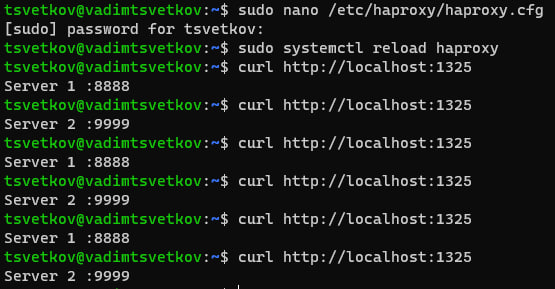 tsvetkov@vadimtsvetkov:~$ sudo nano /etc/haproxy/haproxy.cfg
[sudo] password for tsvetkov:
tsvetkov@vadimtsvetkov:~$ sudo systemctl reload haproxy
tsvetkov@vadimtsvetkov:~$ curl http://localhost:1325
Server 1 :8888
tsvetkov@vadimtsvetkov:~$ curl http://localhost:1325
Server 2 :9999
tsvetkov@vadimtsvetkov:~$ curl http://localhost:1325
Server 1 :8888
tsvetkov@vadimtsvetkov:~$ curl http://localhost:1325
Server 2 :9999
tsvetkov@vadimtsvetkov:~$ curl http://localhost:1325
Server 1 :8888
tsvetkov@vadimtsvetkov:~$ curl http://localhost:1325
Server 2 :9999